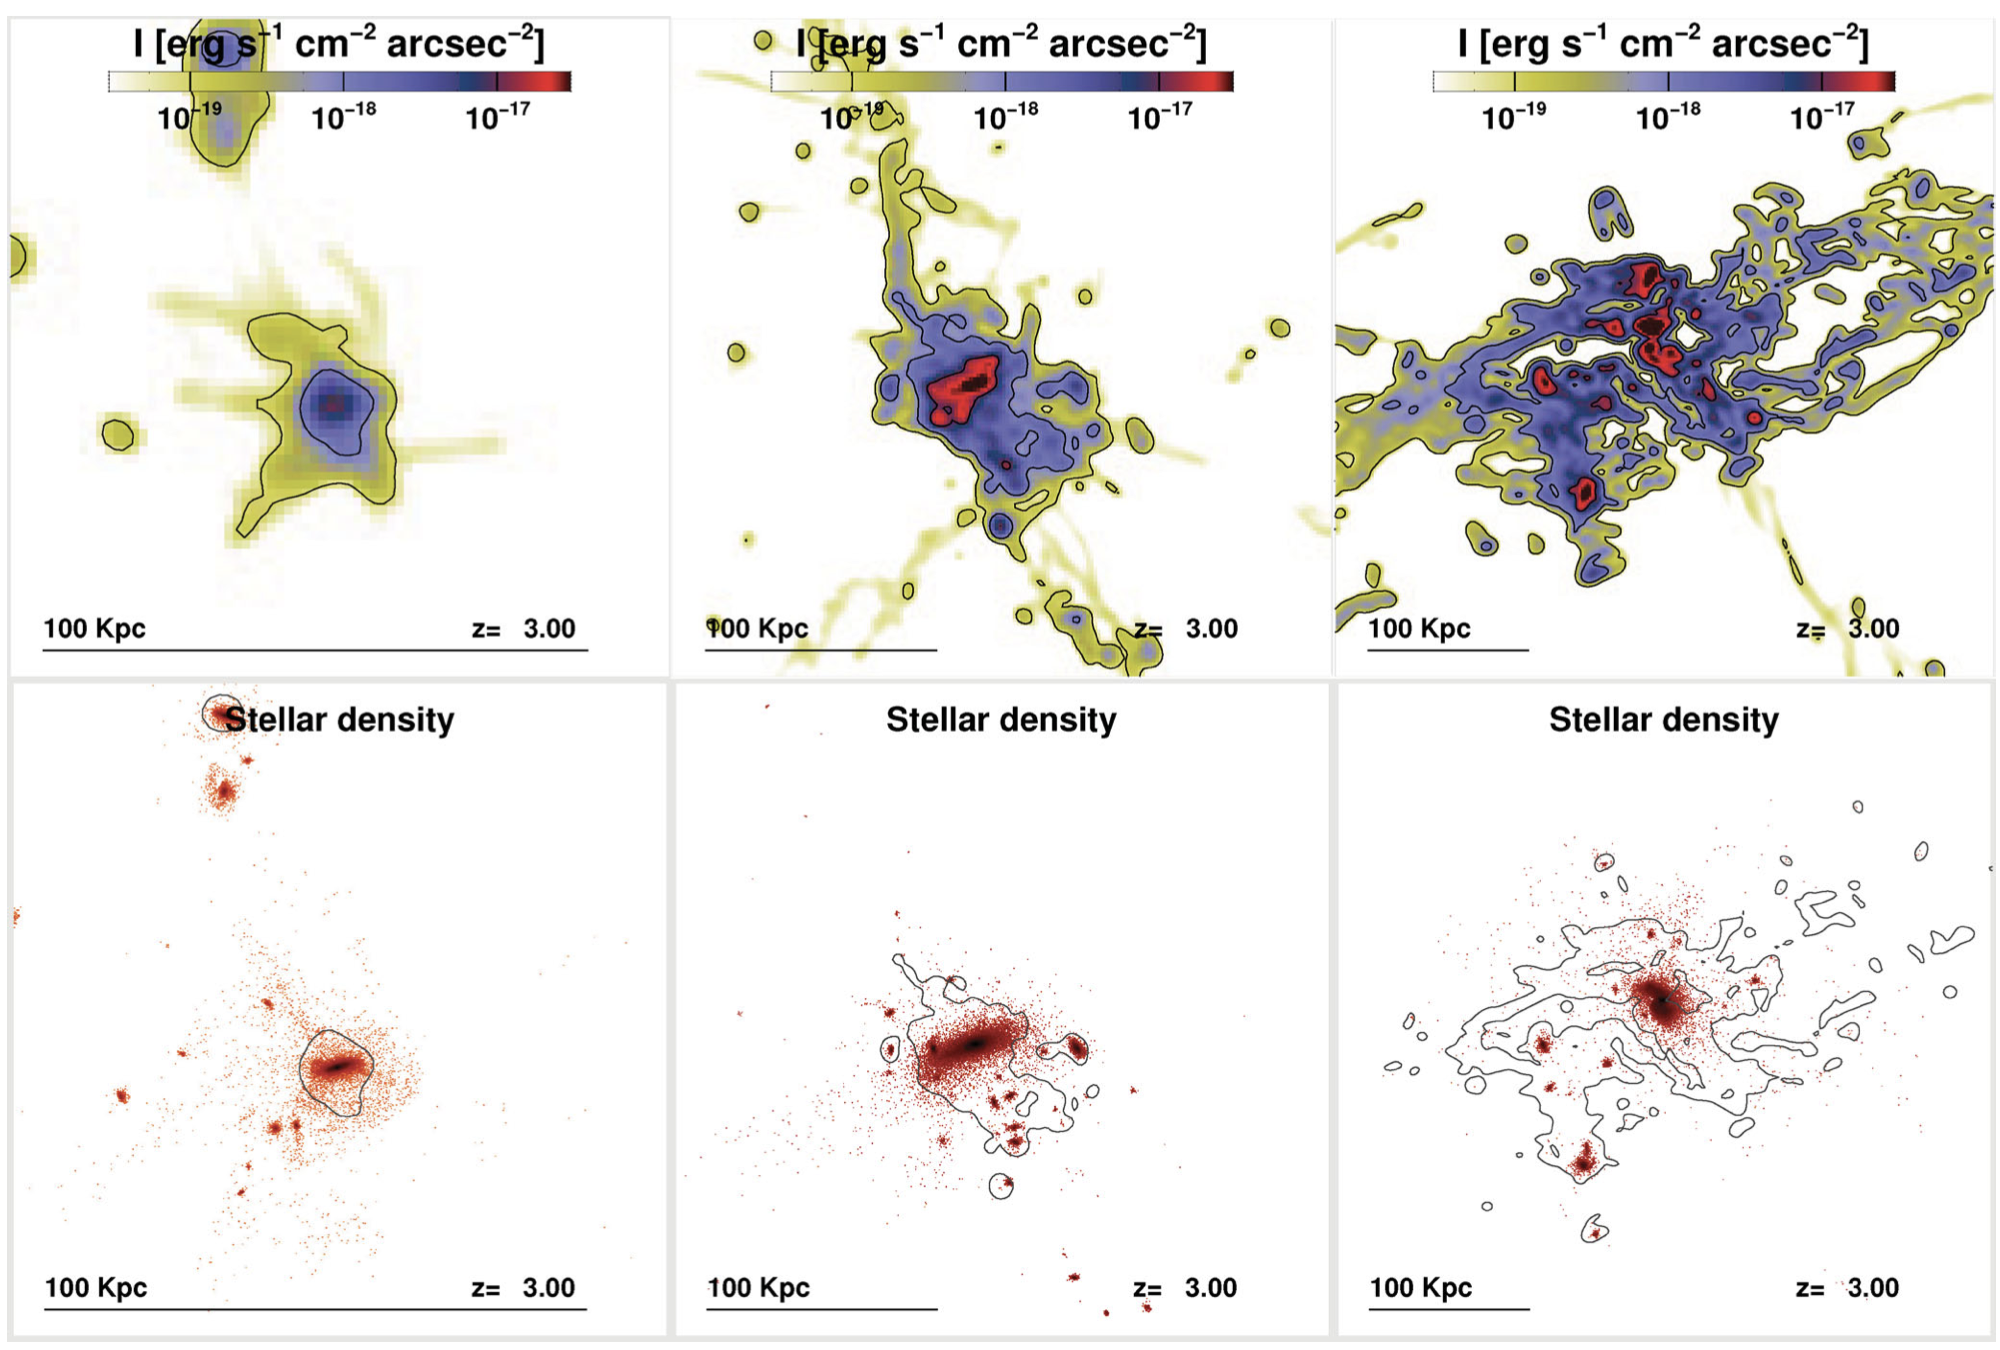 I [erg s⁻¹ cm⁻² arcsec⁻²]
10⁻¹⁹ 10⁻¹⁸ 10⁻¹⁷
100 Kpc z= 3.00
I [erg s⁻¹ cm⁻² arcsec⁻²]
10⁻¹⁹ 10⁻¹⁸ 10⁻¹⁷
100 Kpc z= 3.00
I [erg s⁻¹ cm⁻² arcsec⁻²]
10⁻¹⁹ 10⁻¹⁸ 10⁻¹⁷
100 Kpc z= 3.00
Stellar density
100 Kpc z= 3.00
Stellar density
100 Kpc z= 3.00
Stellar density
100 Kpc z= 3.00